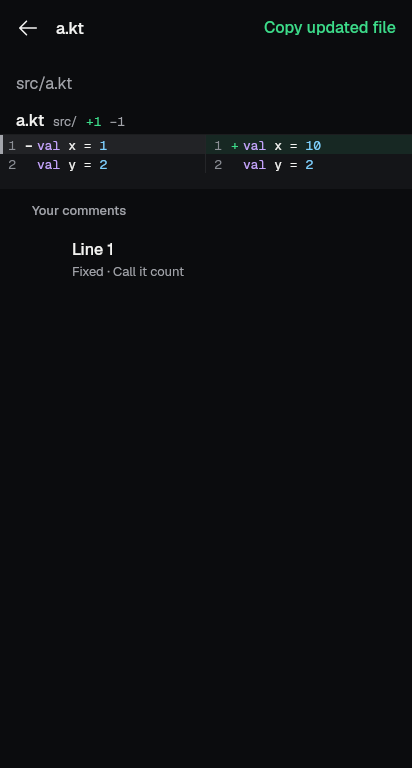 a.kt
Copy updated file
src/a.kt
a.kt src/ +1 −1
1 − val x = 1
1 + val x = 10
2 val y = 2
2 val y = 2
Your comments
Line 1
Fixed · Call it count